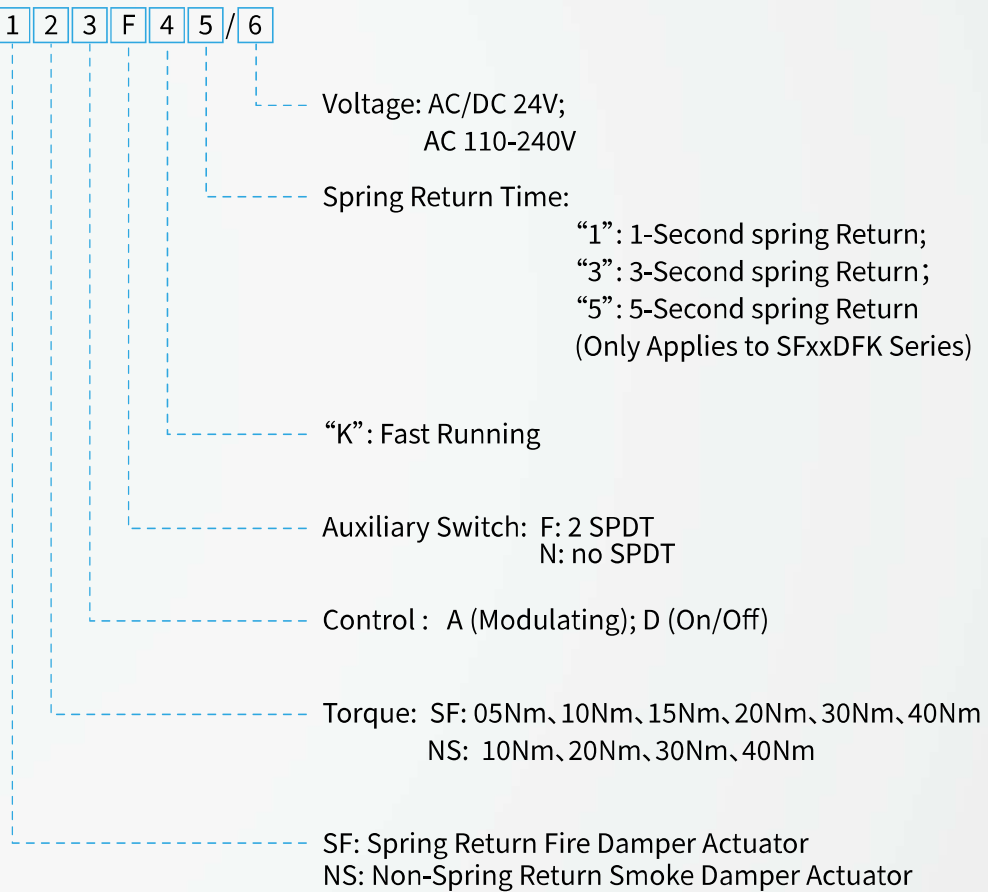 1 2 3 F 4 5 / 6
Voltage: AC/DC 24V;
AC 110-240V
Spring Return Time:
“1”: 1-Second spring Return;
“3”: 3-Second spring Return；
“5”: 5-Second spring Return
(Only Applies to SFxxDFK Series)
“K”: Fast Running
Auxiliary Switch: F: 2 SPDT
N: no SPDT
Control : A (Modulating); D (On/Off)
Torque: SF: 05Nm、10Nm、15Nm、20Nm、30Nm、40Nm
NS: 10Nm、20Nm、30Nm、40Nm
SF: Spring Return Fire Damper Actuator
NS: Non-Spring Return Smoke Damper Actuator